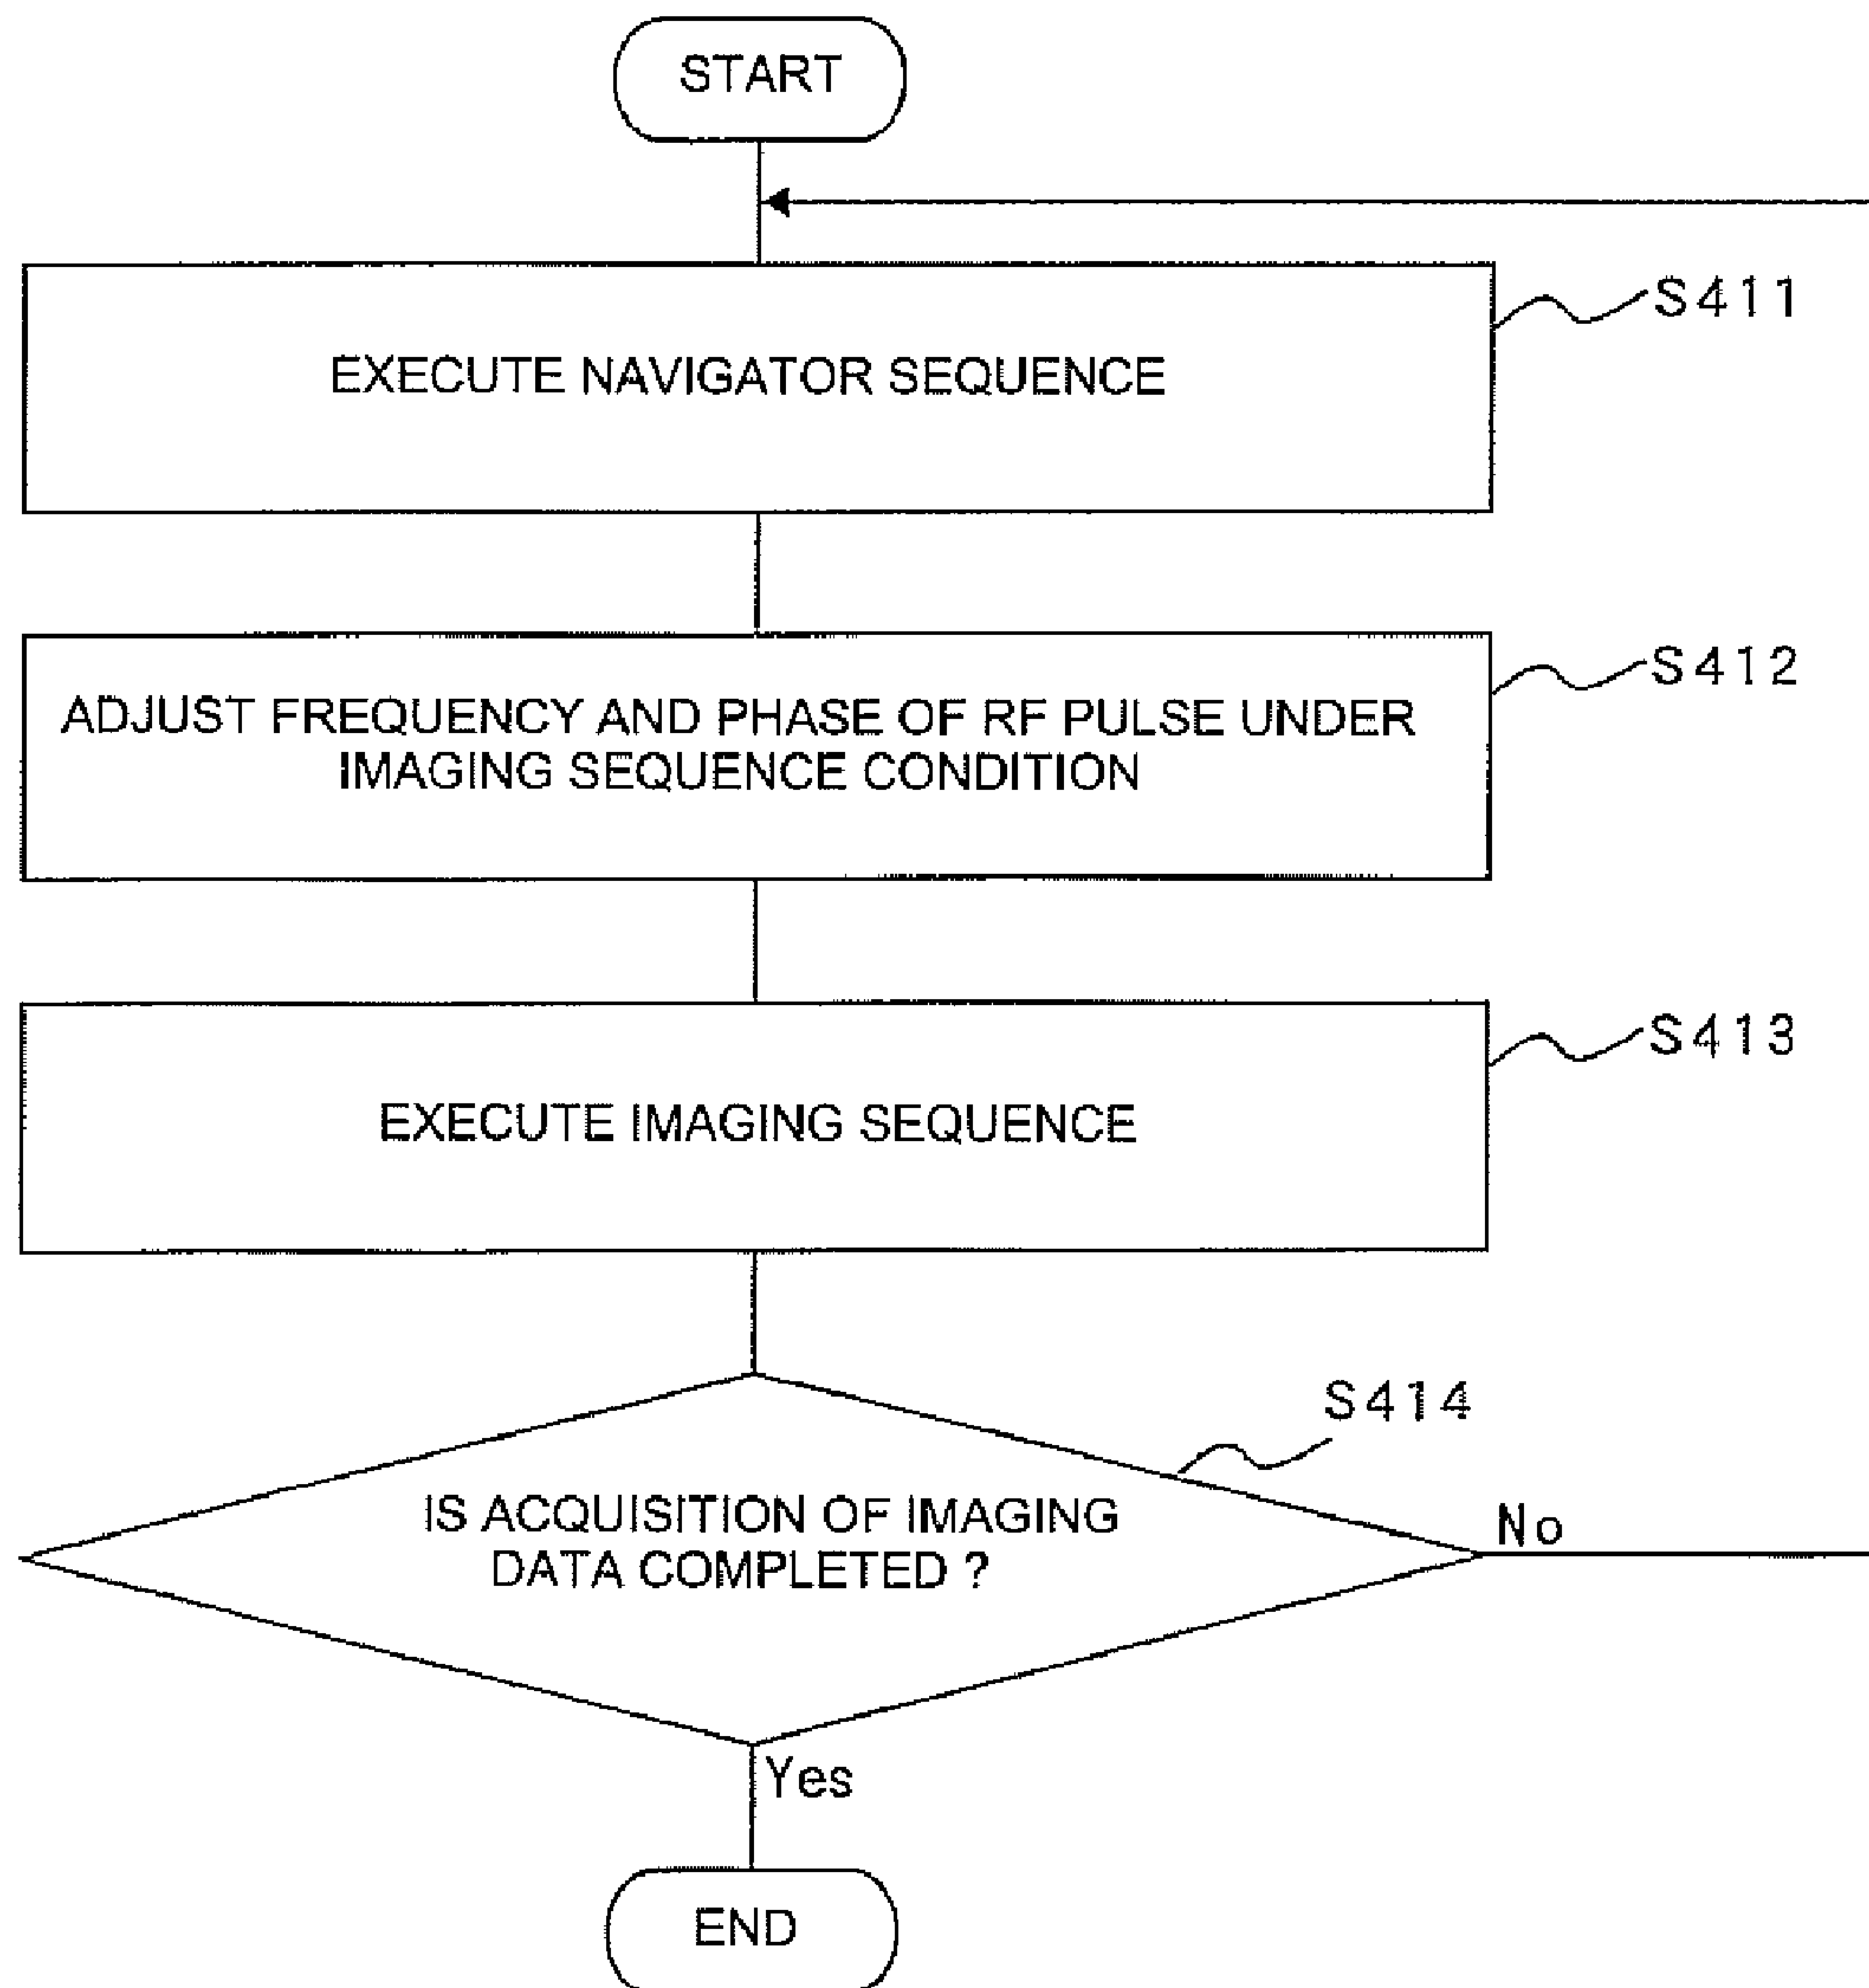 START
EXECUTE NAVIGATOR SEQUENCE
S411
ADJUST FREQUENCY AND PHASE OF RF PULSE UNDER
IMAGING SEQUENCE CONDITION
S412
EXECUTE IMAGING SEQUENCE
S413
IS ACQUISITION OF IMAGING
DATA COMPLETED ?
S414
No
Yes
END